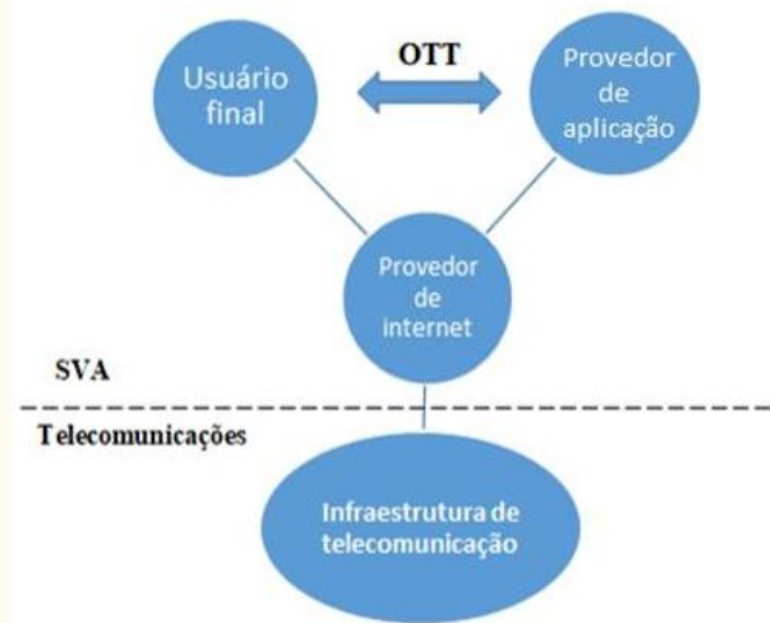 Usuário
final
OTT
Provedor
de
aplicação
Provedor
de
internet
SVA
Telecomunicações
Infraestrutura de
telecomunicação